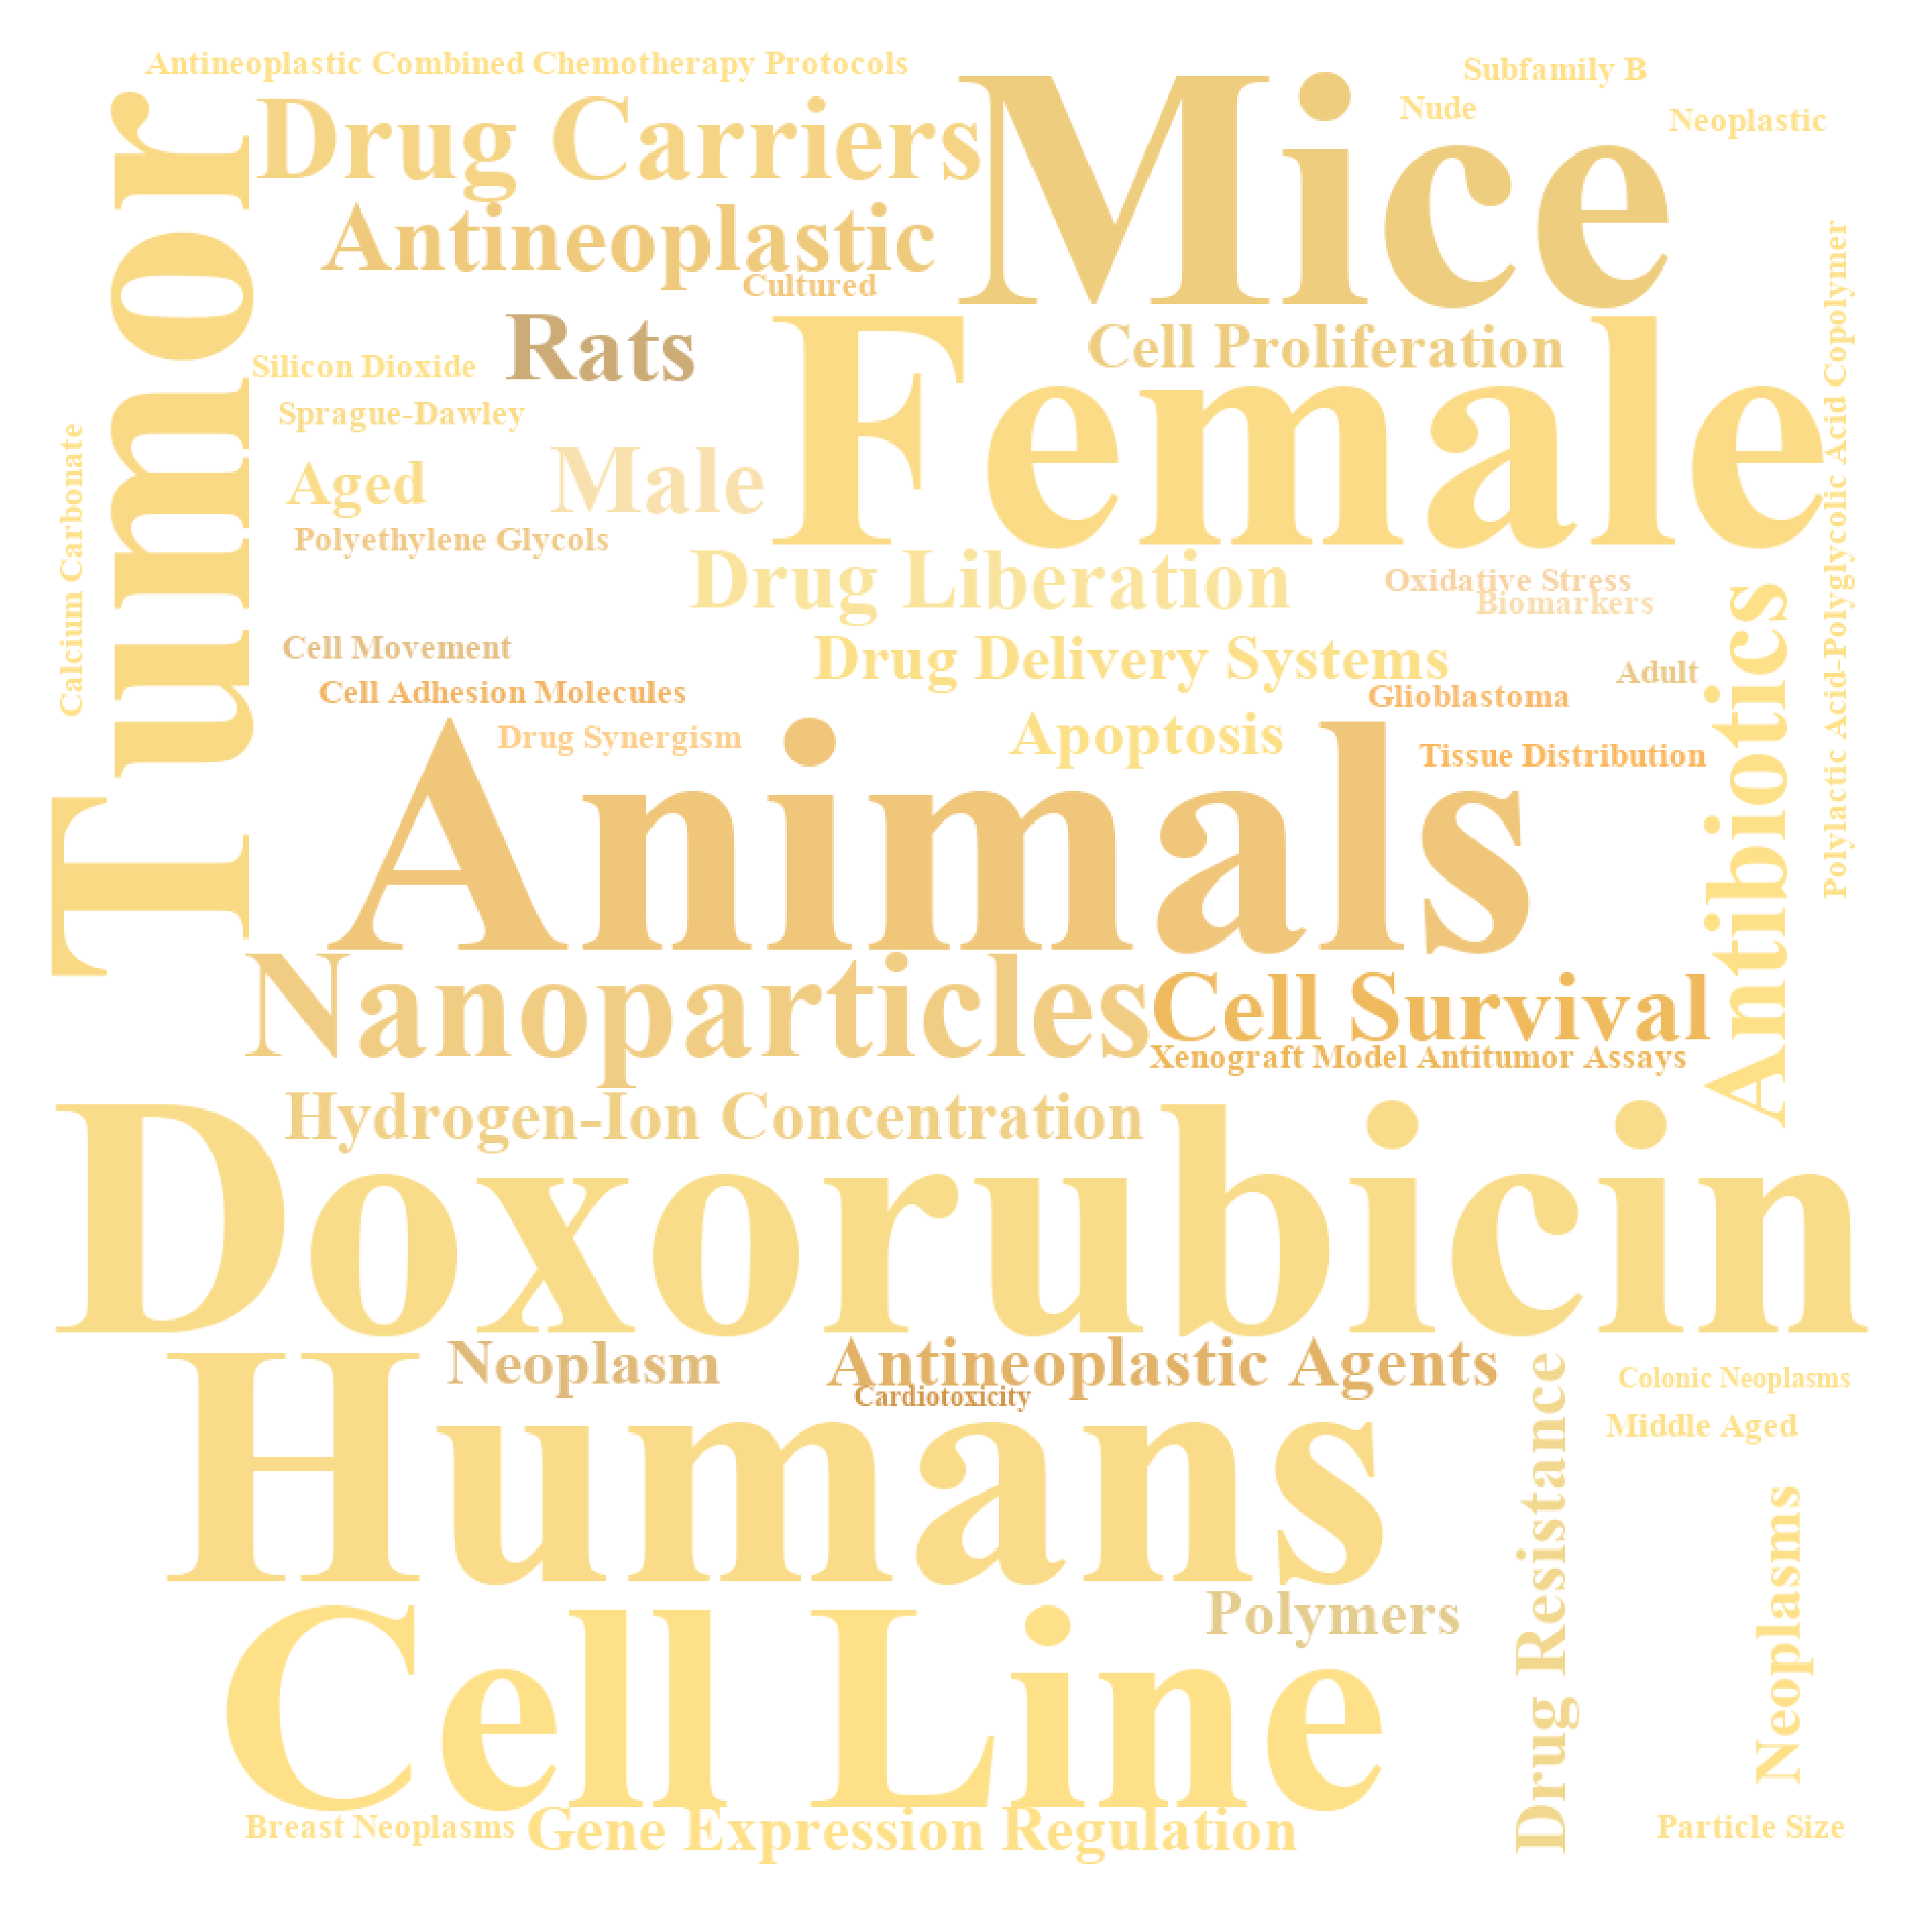 Antineoplastic Combined Chemotherapy Protocols
Subfamily B
Mice
Nude
Neoplastic
Drug Carriers
Tumor
Antineoplastic
Cultured
Rats
Female
Cell Proliferation
Silicon Dioxide
Sprague-Dawley
Polylactic Acid-Polyglycolic Acid Copolymer
Calcium Carbonate
Aged
Male
Polyethylene Glycols
Drug Liberation
Oxidative Stress
Biomarkers
Antibiotics
Cell Movement
Drug Delivery Systems
Adult
Cell Adhesion Molecules
Glioblastoma
Drug Synergism
Apoptosis
Tissue Distribution
Animals
Nanoparticles
Cell Survival
Xenograft Model Antitumor Assays
Hydrogen-Ion Concentration
Doxorubicin
Neoplasm
Antineoplastic Agents
Cardiotoxicity
Colonic Neoplasms
Middle Aged
Humans
Drug Resistance
Neoplasms
Polymers
Cell Line
Breast Neoplasms
Gene Expression Regulation
Particle Size